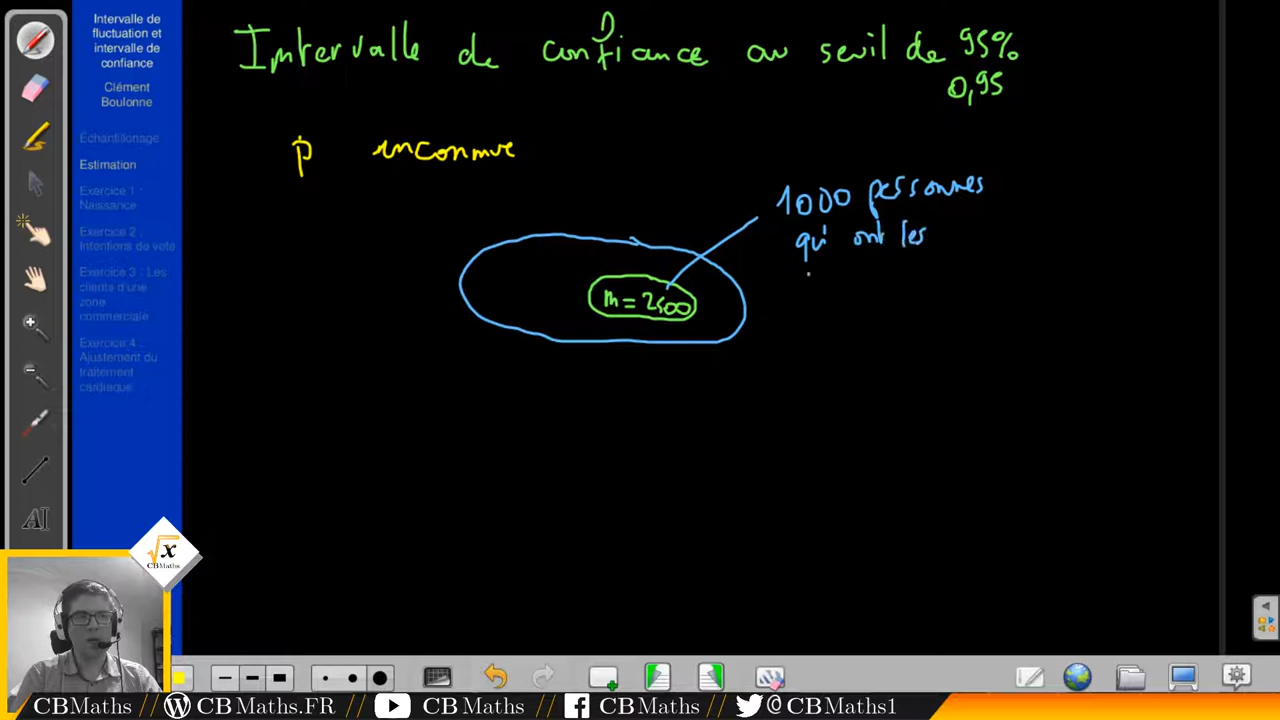 Intervalle de
fluctuation et
intervalle de
confiance
Clément
Boulonne
Échantillonage
Estimation
Exercice 1 :
Naissance
Exercice 2 :
Intentions de vote
Exercice 3 : Les
clients d'une
zone
commerciale
Exercice 4 :
Ajustement du
traitement
cardiaque
Intervalle de confiance au seuil de 95%
0,95
p inconnue
1000 personnes
qui ont les
n = 2500
AI
√x
CBMaths
CBMaths CBMaths.FR CBMaths CBMaths @CBMaths1